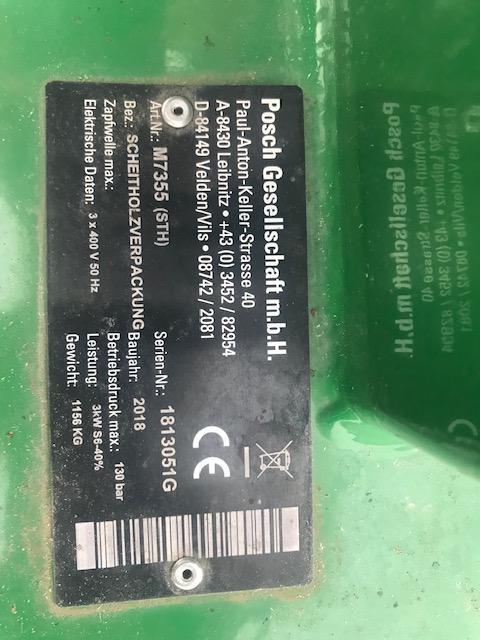 Posch Gesellschaft m.b.H.
Paul-Anton-Keller-Strasse 40
A-8430 Leibnitz • +43 (0) 3452 / 82954
D-84149 Velden/Vils • 08742 / 2081
Art.Nr.: M7355 (STH) Serien-Nr.: 1813051G
Bez.: SCHEITHOLZVERPACKUNG Baujahr: 2018
Zapfwelle max.: Betriebsdruck max.: 130 bar
Elektrische Daten: 3 x 400 V 50 Hz Leistung: 3kW S6-40%
Gewicht: 1156 KG
CE